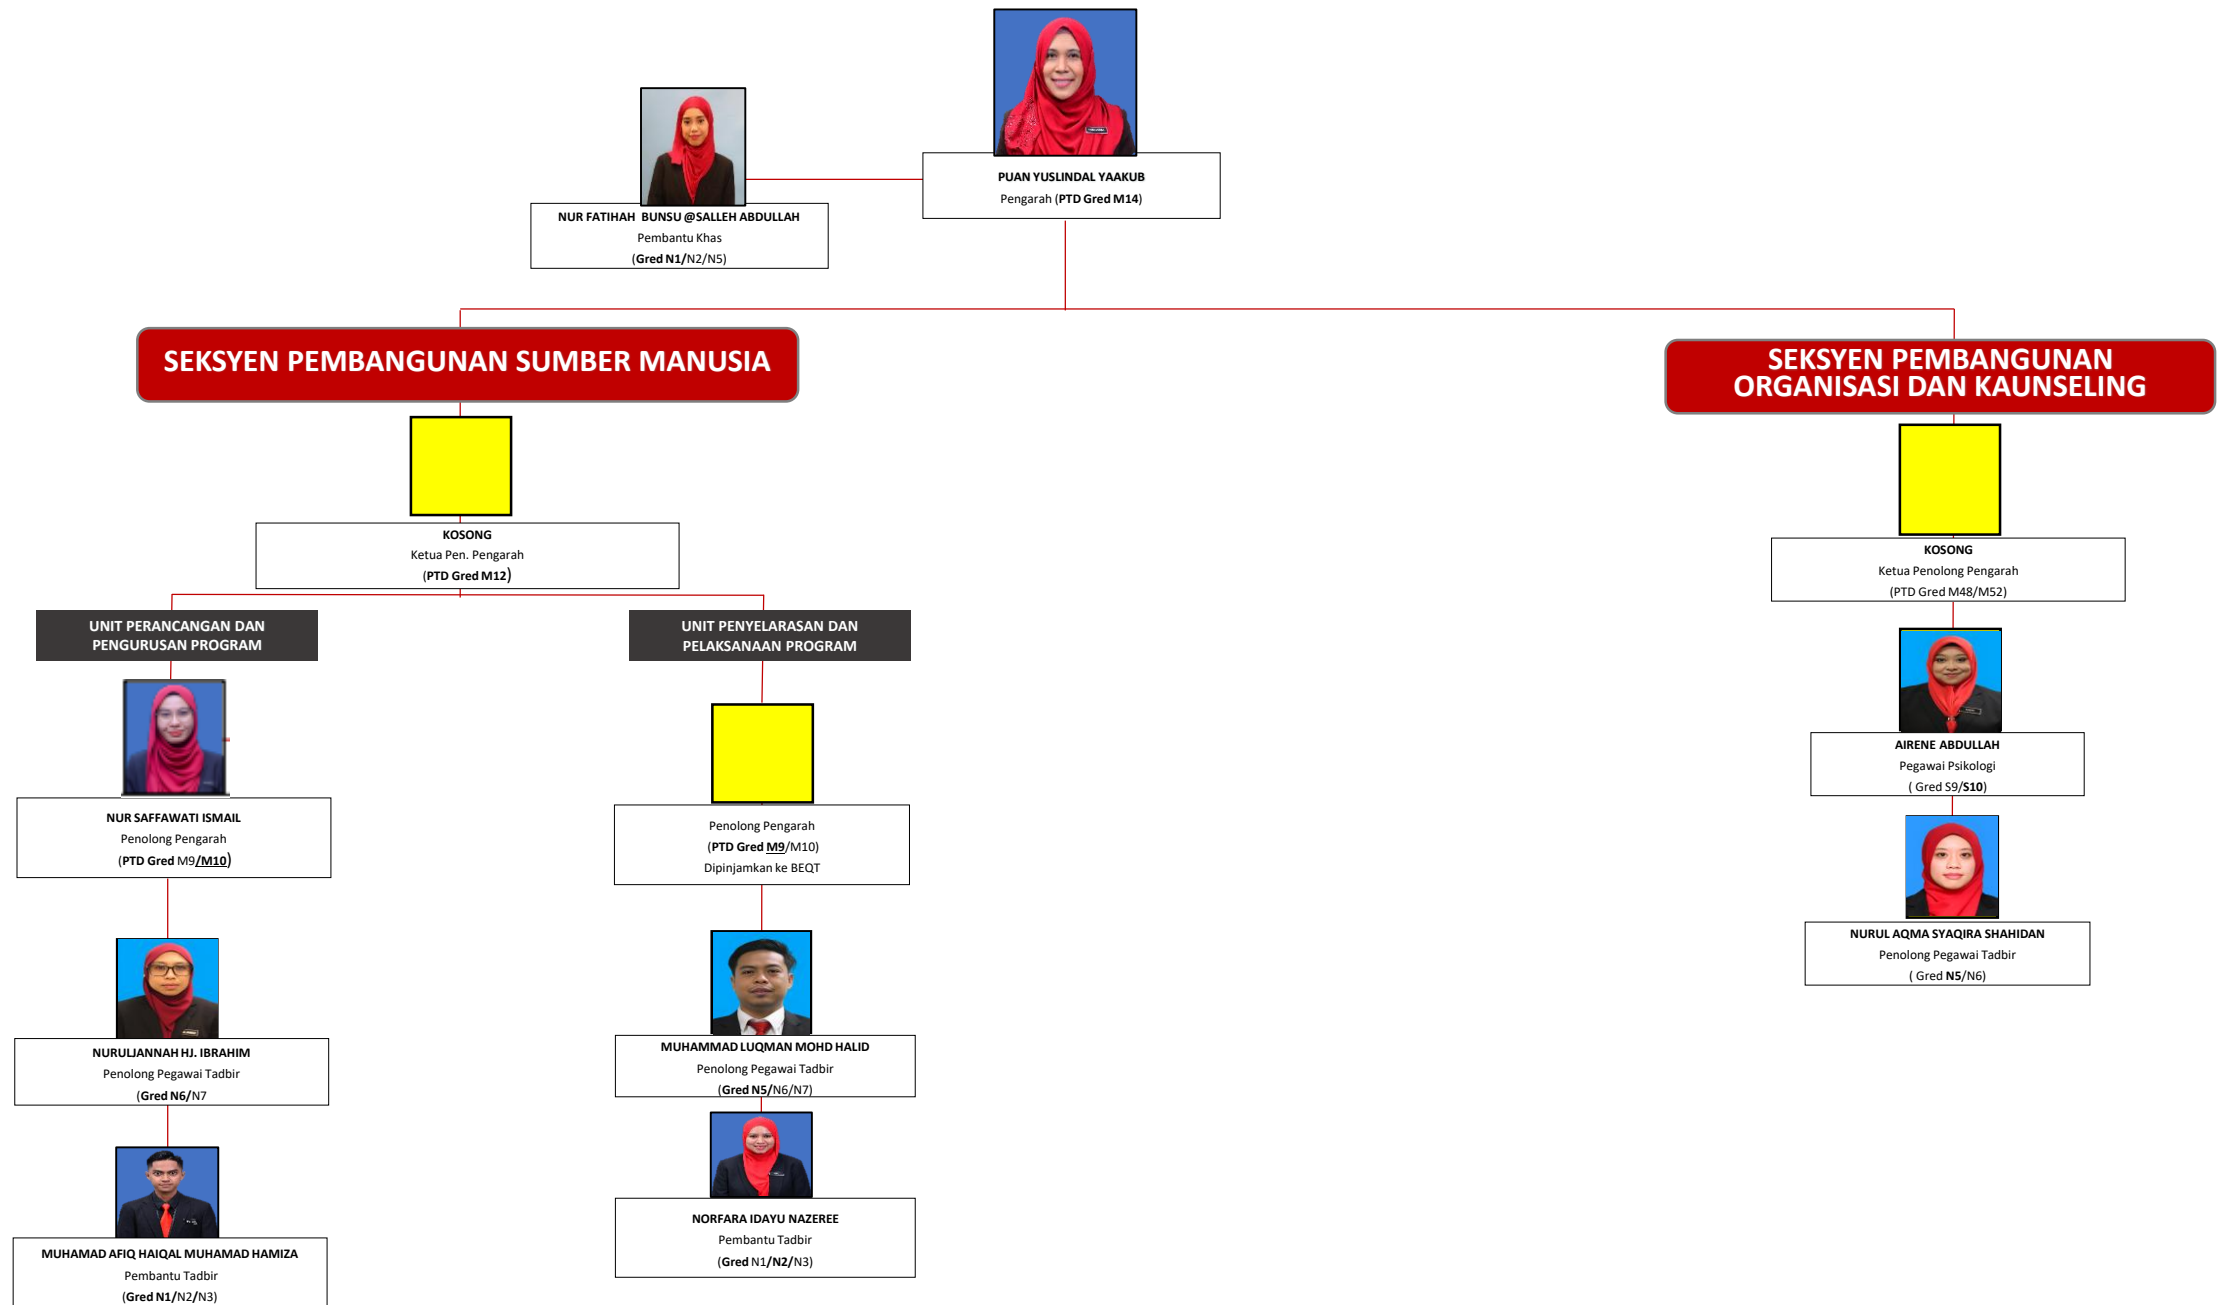 PUAN YUSLINDAL YAAKUB
Pengarah (PTD Gred M14)
NUR FATIHAH BUNSU @SALLEH ABDULLAH
Pembantu Khas
(Gred N1/N2/N5)
SEKSYEN PEMBANGUNAN SUMBER MANUSIA
KOSONG
Ketua Pen. Pengarah
(PTD Gred M12)
UNIT PERANCANGAN DAN
PENGURUSAN PROGRAM
NUR SAFFAWATI ISMAIL
Penolong Pengarah
(PTD Gred M9/M10)
NURULJANNAH HJ. IBRAHIM
Penolong Pegawai Tadbir
(Gred N6/N7
MUHAMAD AFIQ HAIQAL MUHAMAD HAMIZA
Pembantu Tadbir
(Gred N1/N2/N3)
UNIT PENYELARASAN DAN
PELAKSANAAN PROGRAM
Penolong Pengarah
(PTD Gred M9/M10)
Dipinjamkan ke BEQT
MUHAMMAD LUQMAN MOHD HALID
Penolong Pegawai Tadbir
(Gred N5/N6/N7)
NORFARA IDAYU NAZEREE
Pembantu Tadbir
(Gred N1/N2/N3)
SEKSYEN PEMBANGUNAN
ORGANISASI DAN KAUNSELING
KOSONG
Ketua Penolong Pengarah
(PTD Gred M48/M52)
AIRENE ABDULLAH
Pegawai Psikologi
( Gred S9/S10)
NURUL AQMA SYAQIRA SHAHIDAN
Penolong Pegawai Tadbir
( Gred N5/N6)